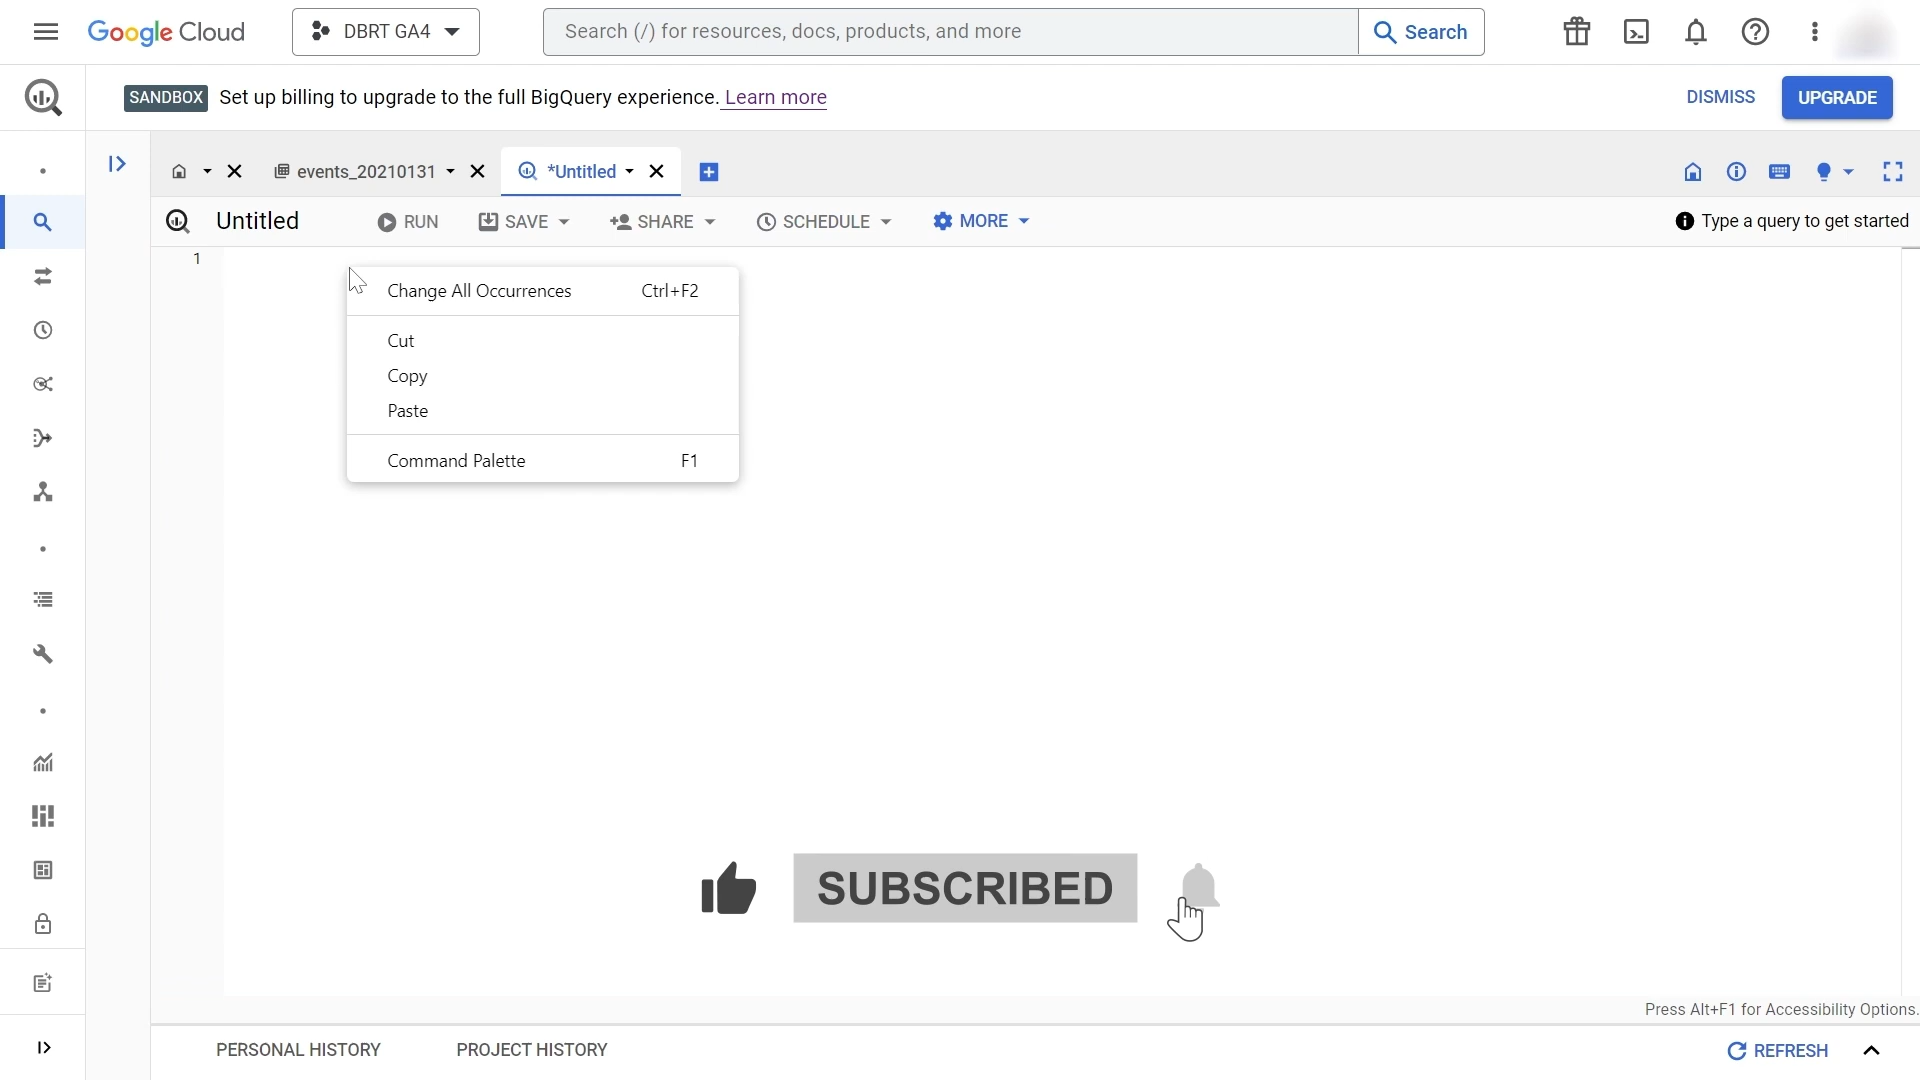 Google Cloud
DBRT GA4
Search (/) for resources, docs, products, and more
Search
SANDBOX
Set up billing to upgrade to the full BigQuery experience. Learn more
DISMISS
UPGRADE
events_20210131
*Untitled
Untitled
RUN
SAVE
SHARE
SCHEDULE
MORE
Type a query to get started
1
Change All Occurrences Ctrl+F2
Cut
Copy
Paste
Command Palette F1
SUBSCRIBED
Press Alt+F1 for Accessibility Options.
PERSONAL HISTORY
PROJECT HISTORY
REFRESH